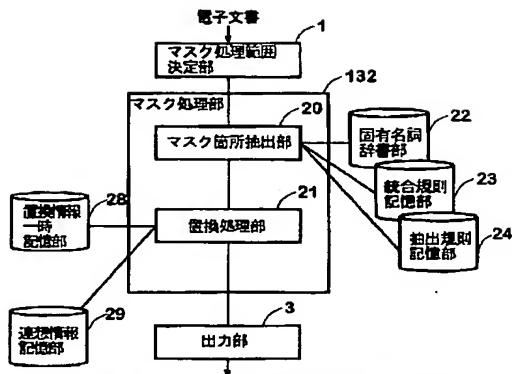 電子文書
1
マスク処理範囲
決定部
132
マスク処理部
20
マスク箇所抽出部
22
固有名詞
辞書部
23
統合規則
記憶部
21
置換処理部
28
置換情報
一時
記憶部
抽出規則
記憶部
24
29
連想情報
記憶部
3
出力部